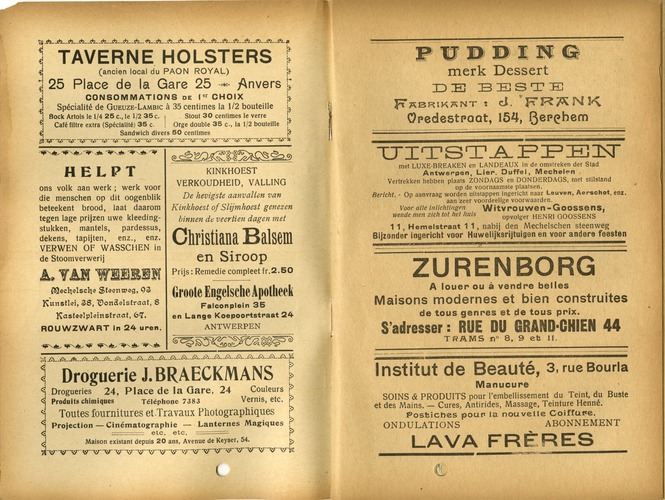 TAVERNE HOLSTERS
(ancien local du PAON ROYAL)
25 Place de la Gare 25 Anvers
CONSOMMATIONS DE 1er CHOIX
Spécialité de GUEUZE-LAMBIC à 35 centimes la 1/2 bouteille
Bock Artois le 1/4 25 c., le 1/2 35 c. Stout 30 centimes le verre
Café filtre extra (Spécialité) 35 c. Orge double 35 c., la 1/2 bouteille
Sandwich divers 50 centimes
HELPT
ons volk aan werk; werk voor
die menschen op dit oogenblik
beteekent brood, laat daarom
tegen lage prijzen uwe kleeding-
stukken, mantels, pardessus,
dekens, tapijten, enz., enz.
VERWEN OF WASSCHEN in
de Stoomververij
A. VAN WEEREN
Mechelsche Steenweg, 93
Kunstlei, 38, Vondelstraat, 8
Kasteelpleinstraat, 67.
ROUWZWART in 24 uren.
KINKHOEST
VERKOUDHEID, VALLING
De hevigste aanvallen van
Kinkhoest of Slijmhoest genezen
binnen de veertien dagen met
Christiana Balsem
en Siroop
Prijs: Remedie compleet fr. 2.50
Groote Engelsche Apotheek
Falconplein 35
en Lange Koepoortstraat 24
ANTWERPEN
Droguerie J. BRAECKMANS
Drogueries 24, Place de la Gare, 24 Couleurs
Produits chimiques Téléphone 7383 Vernis, etc.
Toutes fournitures et Travaux Photographiques
Projection — Cinématographie — Lanternes Magiques
etc. etc.
Maison existant depuis 20 ans, Avenue de Keyser, 54.
PUDDING
merk Dessert
DE BESTE
FABRIKANT: J. FRANK
Vredestraat, 154, Berchem
UITSTAPPEN
met LUXE-BREAKEN en LANDEAUX in de omstreken der Stad
Antwerpen, Lier, Duffel, Mechelen.
Vertrekken hebben plaats ZONDAGS en DONDERDAGS, met stilstand
op de voornaamste plaatsen.
Bericht. - Op aanvraag worden uitstappen ingericht naar Leuven, Aerschot, enz.
aan zeer voordeelige voorwaarden.
Voor alle inlichtingen Witvrouwen-Goossens,
wende men zich tot het huis opvolger HENRI GOOSSENS
11, Hemelstraat 11, nabij den Mechelschen steenweg
Bijzonder ingericht voor Huwelijksritjuigen en voor andere feesten
ZURENBORG
A louer ou à vendre belles
Maisons modernes et bien construites
de tous genres et de tous prix.
S'adresser: RUE DU GRAND-CHIEN 44
TRAMS nos 8, 9 et 11.
Institut de Beauté, 3, rue Bourla
Manucure
SOINS & PRODUITS pour l'embellissement du Teint, du Buste
et des Mains. — Cures, Antirides, Massage, Teinture Henné.
Postiches pour la nouvelle Coiffure.
ONDULATIONS ABONNEMENT
LAVA FRÈRES